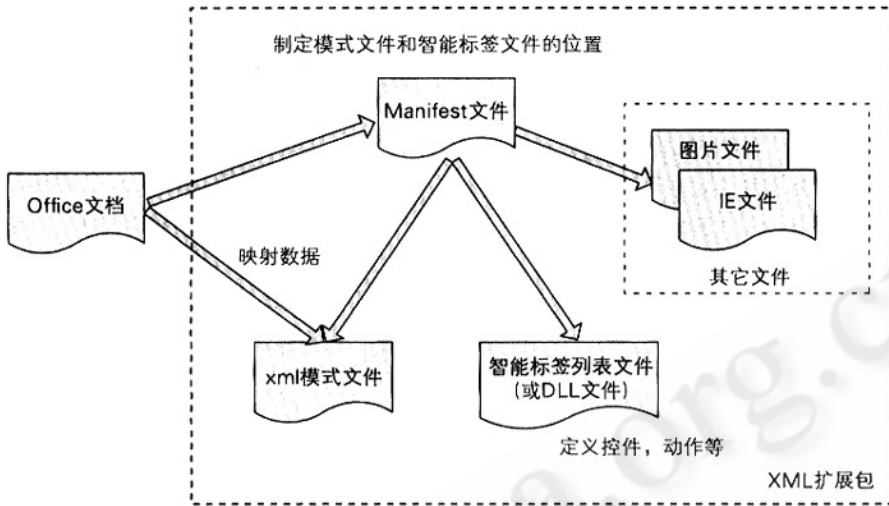 制定模式文件和智能标签文件的位置
Manifest文件
图片文件
IE文件
Office文档
映射数据
其它文件
xml模式文件
智能标签列表文件
(或DLL文件)
定义控件，动作等
XML扩展包